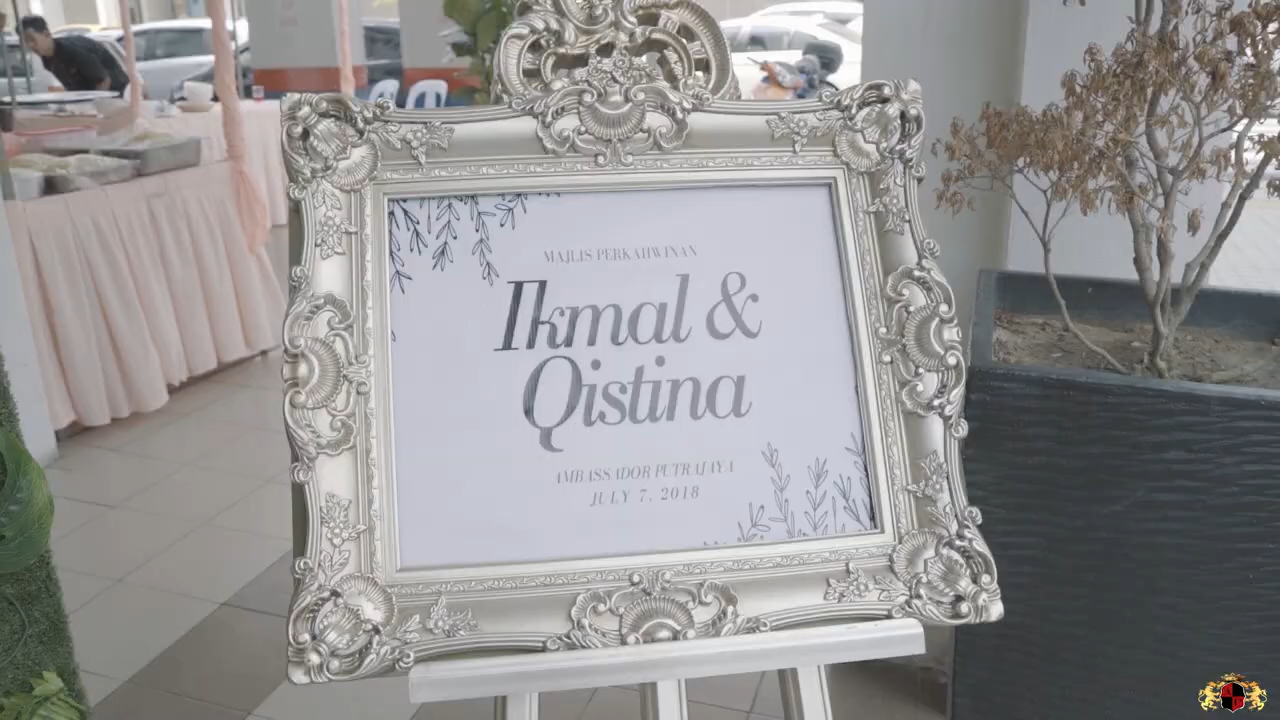 MAJLIS PERKAHWINAN
Ikmal &
Qistina
AMBASSADOR PUTRAJAYA
JULY 7, 2018